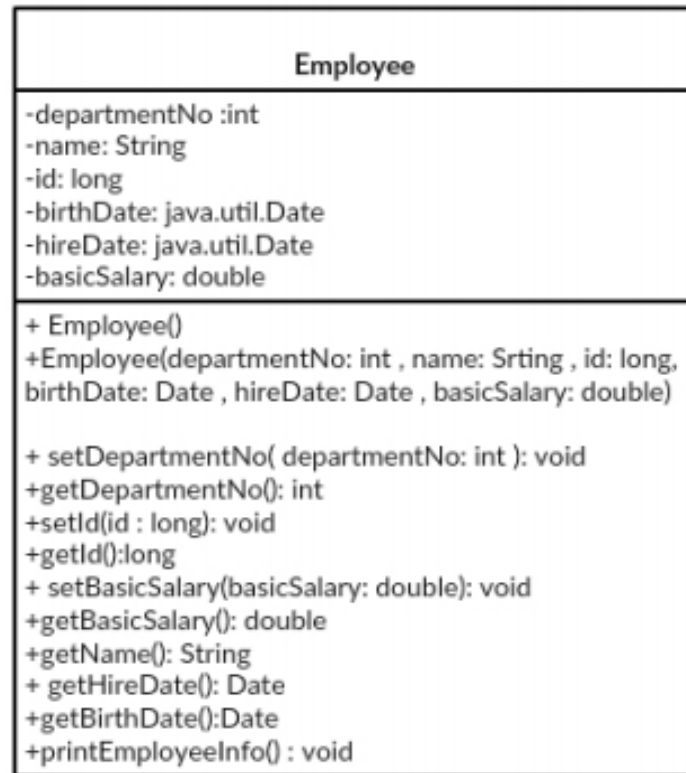 Employee
-departmentNo :int
-name: String
-id: long
-birthDate: java.util.Date
-hireDate: java.util.Date
-basicSalary: double
+ Employee()
+Employee(departmentNo: int , name: Srting , id: long,
birthDate: Date , hireDate: Date , basicSalary: double)
+ setDepartmentNo( departmentNo: int ): void
+getDepartmentNo(): int
+setId(id : long): void
+getId():long
+ setBasicSalary(basicSalary: double): void
+getBasicSalary(): double
+getName(): String
+ getHireDate(): Date
+getBirthDate():Date
+printEmployeeInfo() : void